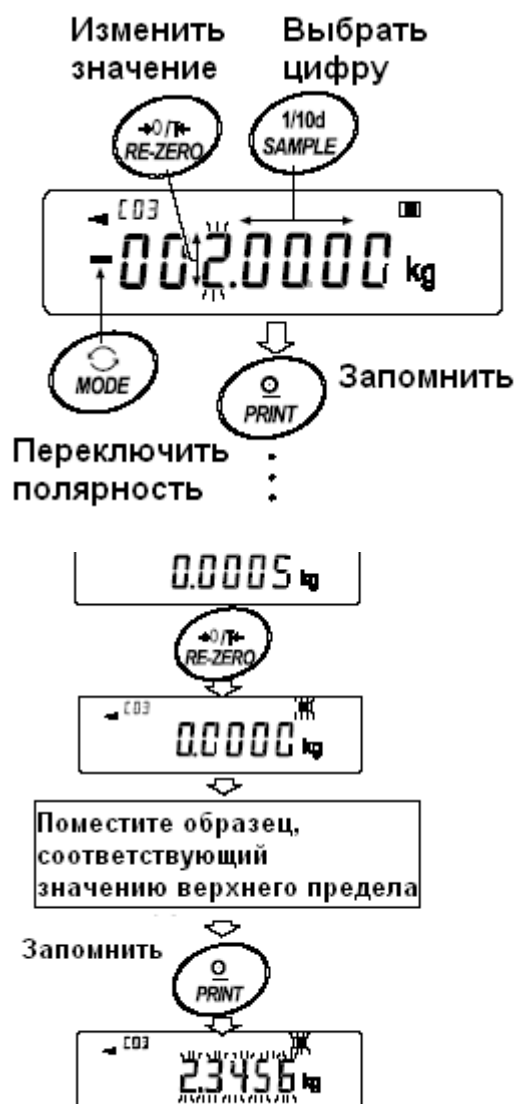 Изменить значение
Выбрать цифру
→0/T←
RE-ZERO
1/10d
SAMPLE
C03
-002.0000 kg
MODE
PRINT
Запомнить
Переключить полярность
0.0005 kg
→0/T←
RE-ZERO
C03
0.0000 kg
Поместите образец,
соответствующий
значению верхнего предела
Запомнить
PRINT
C03
2.3456 kg